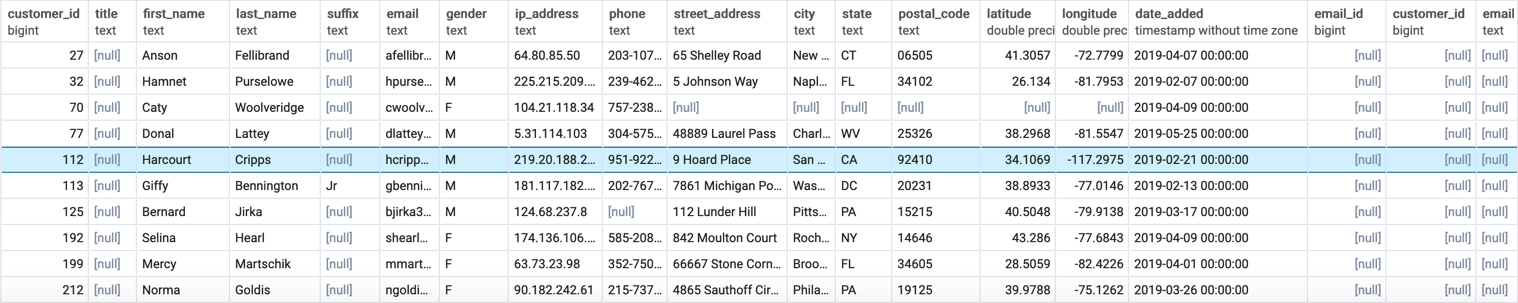 customer_id title first_name last_name suffix email gender ip_address phone street_address city state postal_code latitude longitude date_added email_id customer_id email
bigint text text text text text text text text text text text text double preci double preci timestamp without time zone bigint bigint text
27 [null] Anson Fellibrand [null] afellibr... M 64.80.85.50 203-107... 65 Shelley Road New ... CT 06505 41.3057 -72.7799 2019-04-07 00:00:00 [null] [null] [null]
32 [null] Hamnet Purselowe [null] hpurse... M 225.215.209.... 239-462... 5 Johnson Way Napl... FL 34102 26.134 -81.7953 2019-02-07 00:00:00 [null] [null] [null]
70 [null] Caty Woolveridge [null] cwoolv... F 104.21.118.34 757-238... [null] [null] [null] [null] [null] [null] 2019-04-09 00:00:00 [null] [null] [null]
77 [null] Donal Lattey [null] dlattey... M 5.31.114.103 304-575... 48889 Laurel Pass Charl... WV 25326 38.2968 -81.5547 2019-05-25 00:00:00 [null] [null] [null]
112 [null] Harcourt Cripps [null] hcripp... M 219.20.188.2... 951-922... 9 Hoard Place San ... CA 92410 34.1069 -117.2975 2019-02-21 00:00:00 [null] [null] [null]
113 [null] Giffy Bennington Jr gbenni... M 181.117.182.... 202-767... 7861 Michigan Po... Was... DC 20231 38.8933 -77.0146 2019-02-13 00:00:00 [null] [null] [null]
125 [null] Bernard Jirka [null] bjirka3... M 124.68.237.8 [null] 112 Lunder Hill Pitts... PA 15215 40.5048 -79.9138 2019-03-17 00:00:00 [null] [null] [null]
192 [null] Selina Hearl [null] shearl... F 174.136.106.... 585-208... 842 Moulton Court Roch... NY 14646 43.286 -77.6843 2019-04-09 00:00:00 [null] [null] [null]
199 [null] Mercy Martschik [null] mmart... F 63.73.23.98 352-750... 66667 Stone Corn... Broo... FL 34605 28.5059 -82.4226 2019-04-01 00:00:00 [null] [null] [null]
212 [null] Norma Goldis [null] ngoldi... F 90.182.242.61 215-737... 4865 Sauthoff Cir... Phila... PA 19125 39.9788 -75.1262 2019-03-26 00:00:00 [null] [null] [null]